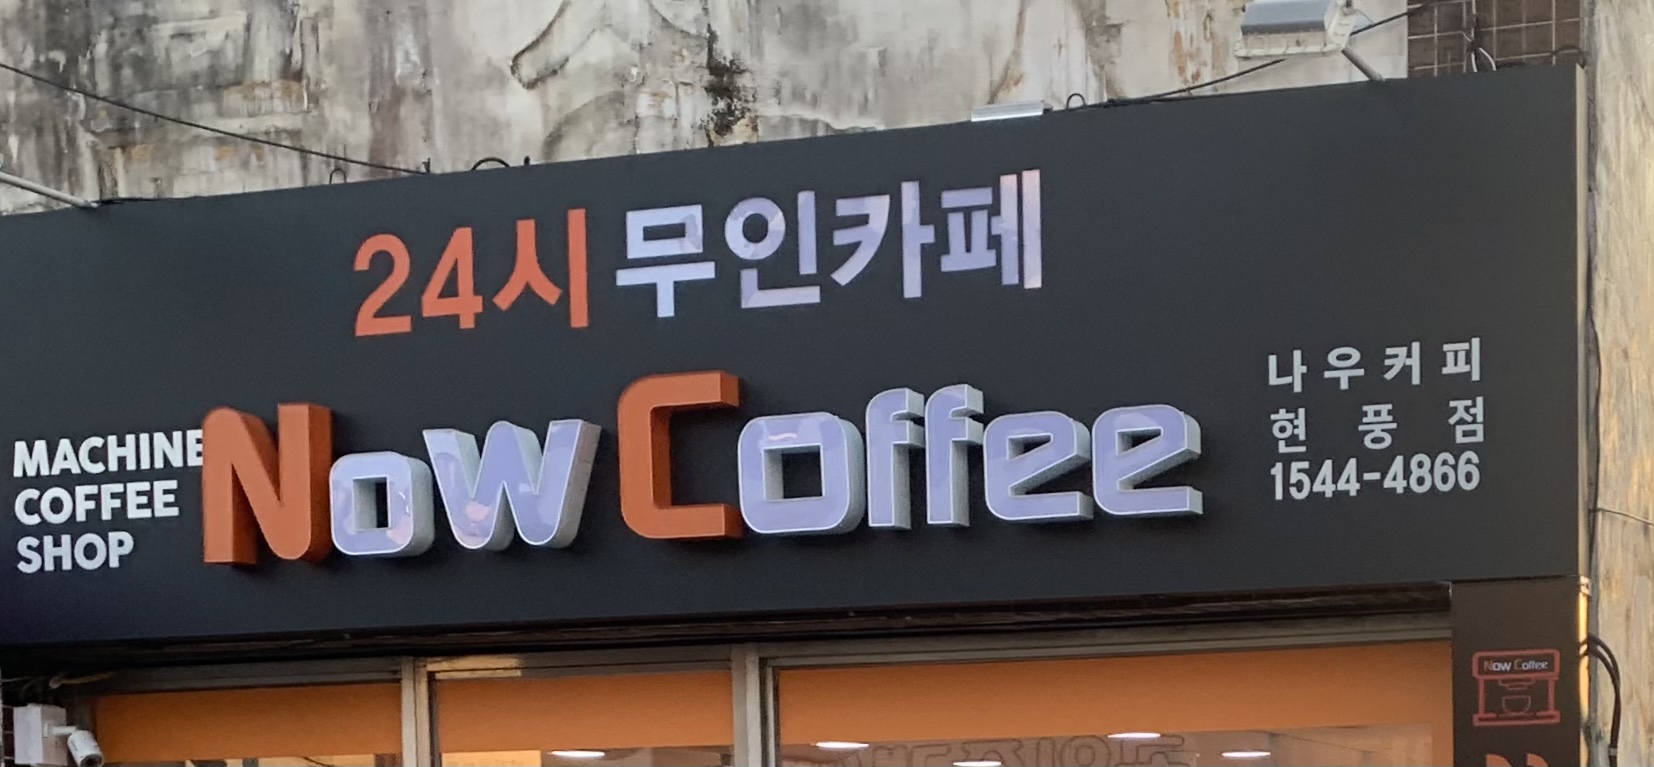 24시무인카페
MACHINE
COFFEE
SHOP
Now Coffee
나우커피
현풍점
1544-4866
Now Coffee